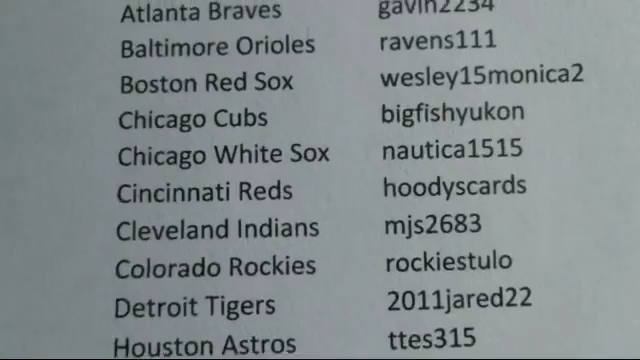 Atlanta Braves gavin2234
Baltimore Orioles ravens111
Boston Red Sox wesley15monica2
Chicago Cubs bigfishyukon
Chicago White Sox nautica1515
Cincinnati Reds hoodyscards
Cleveland Indians mjs2683
Colorado Rockies rockiestulo
Detroit Tigers 2011jared22
Houston Astros ttes315